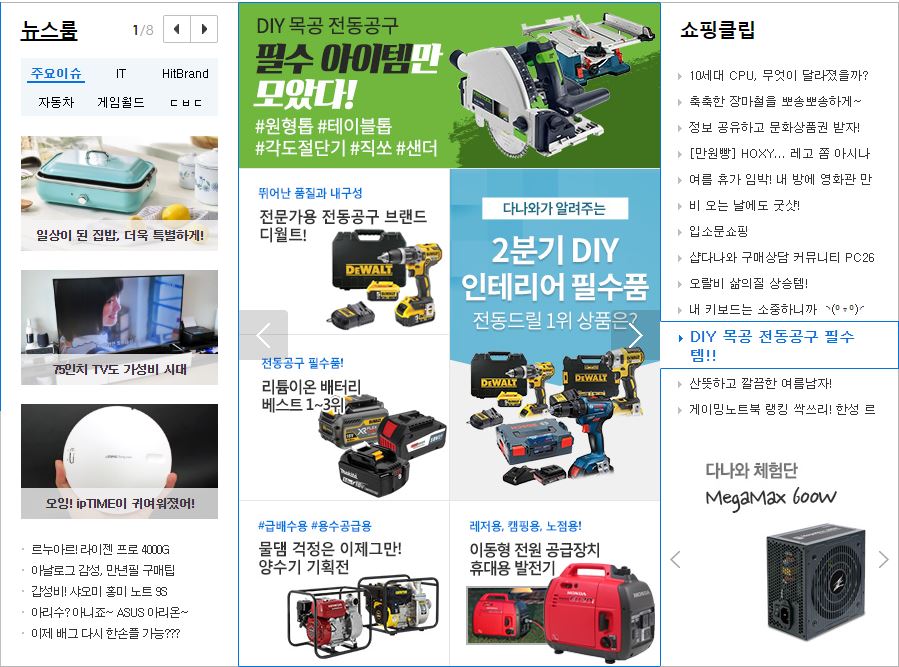 뉴스룸
1/8
주요이슈 IT HitBrand
자동차 게임월드 ㄷㅂㄷ
일상이 된 집밥, 더욱 특별하게!
75인치 TV도 가성비 시대
오잉! ipTIME이 귀여워졌어!
르누아르! 라이젠 프로 4000G
아날로그 감성, 만년필 구매팁
갑성비! 샤오미 홍미 노트 9S
아리수? 아니죠~ ASUS 아리온~
이제 배그 다시 한손플 가능???
DIY 목공 전동공구
필수 아이템만
모았다!
#원형톱 #테이블톱
#각도절단기 #직쏘 #샌더
뛰어난 품질과 내구성
전문가용 전동공구 브랜드
디월트!
DEWALT
전동공구 필수품!
리튬이온 배터리
베스트 1~3위
다나와가 알려주는
2분기 DIY
인테리어 필수품
전동드릴 1위 상품은?
DEWALT
DEWALT
#급배수용 #용수공급용
물댐 걱정은 이제그만!
양수기 기획전
레저용, 캠핑용, 노점용!
이동형 전원 공급장치
휴대용 발전기
HONDA
쇼핑클립
10세대 CPU, 무엇이 달라졌을까?
축축한 장마철을 뽀송뽀송하게~
정보 공유하고 문화상품권 받자!
[만원빵] HOXY... 레고 쫌 아시나
여름 휴가 임박! 내 방에 영화관 만
비 오는 날에도 굿샷!
입소문쇼핑
샵다나와 구매상담 커뮤니티 PC26
오랄비 삶의질 상승템!
내 키보드는 소중하니까
DIY 목공 전동공구 필수
템!!
산뜻하고 깔끔한 여름남자!
게이밍노트북 랭킹 싹쓰리! 한성 르
다나와 체험단
MegaMax 600W